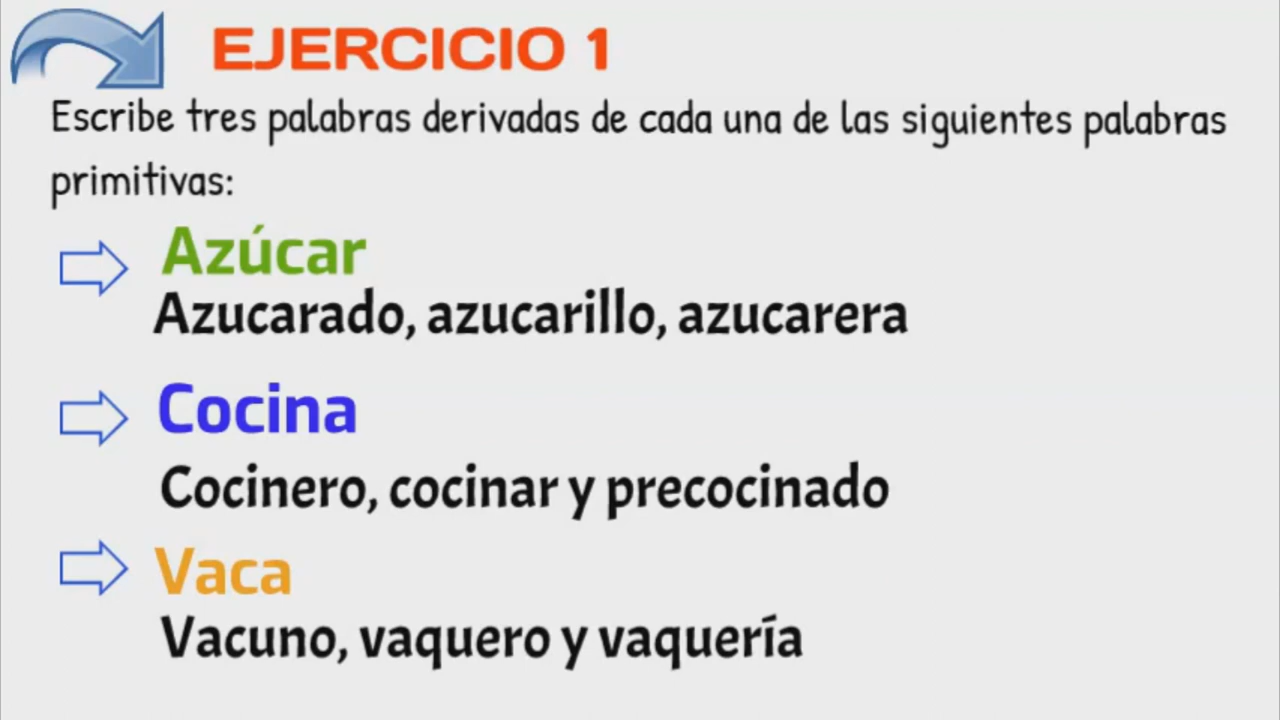 EJERCICIO 1
Escribe tres palabras derivadas de cada una de las siguientes palabras
primitivas:
Azúcar
Azucarado, azucarillo, azucarera
Cocina
Cocinero, cocinar y precocinado
Vaca
Vacuno, vaquero y vaquería